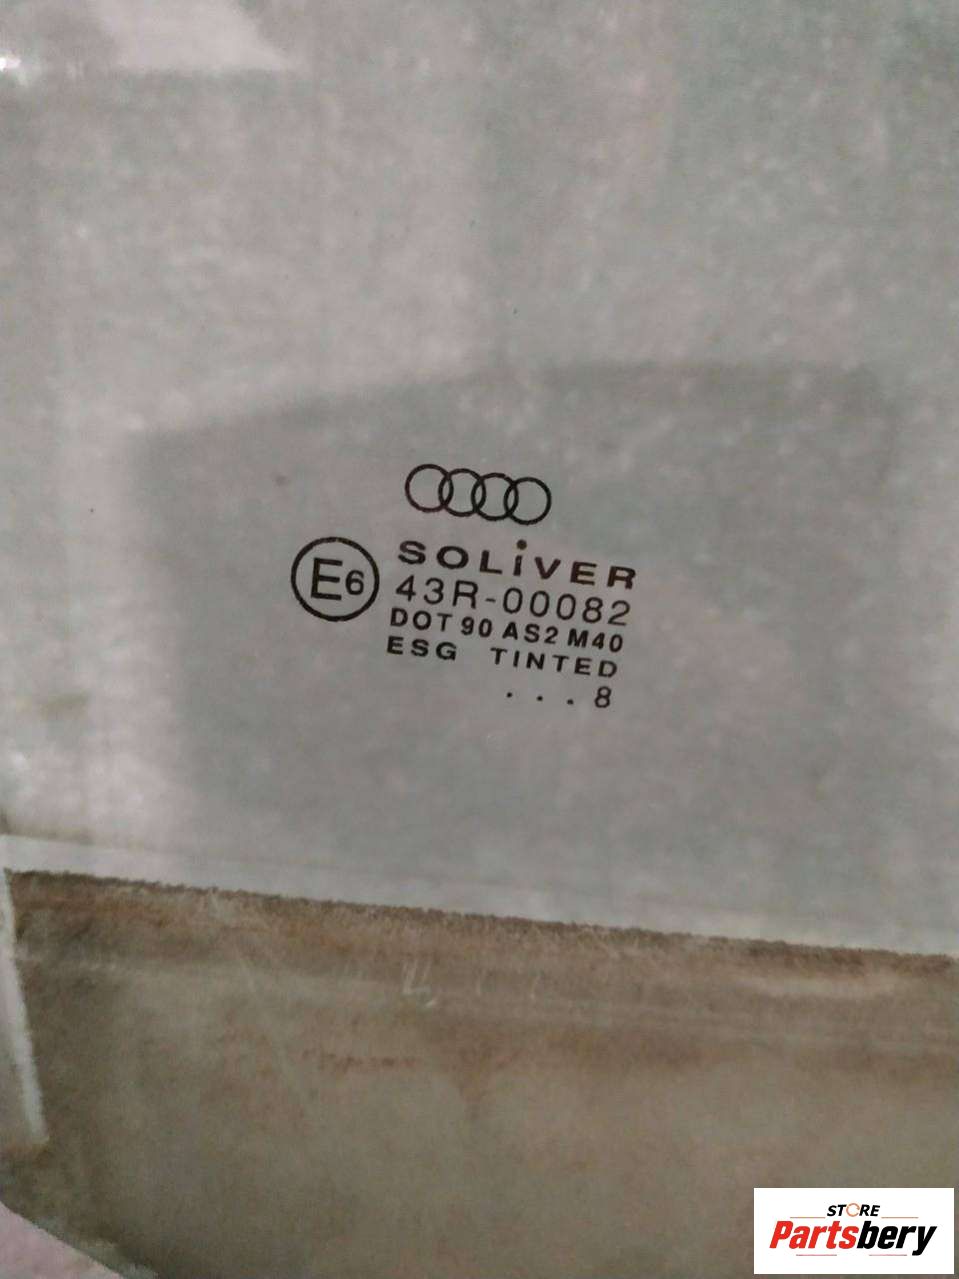 SOLiVER
E6
43R-00082
DOT 90 AS2 M40
ESG TINTED
. . . 8
STORE
Partsbery